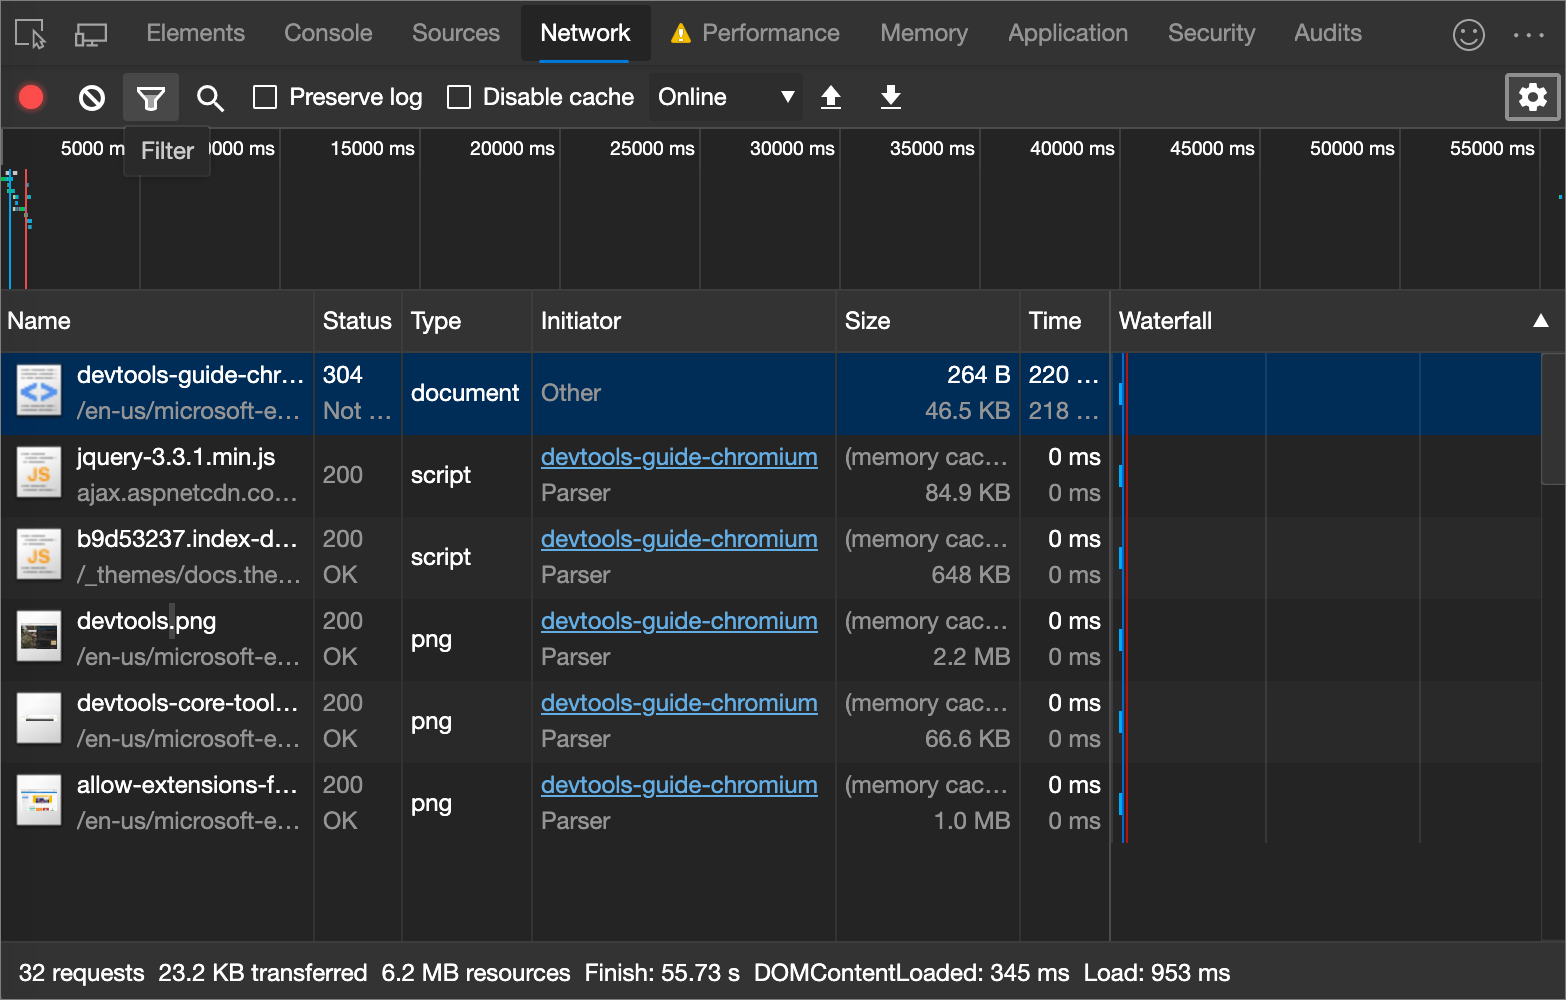 Elements Console Sources Network Performance Memory Application Security Audits
Preserve log Disable cache Online
5000 m 000 ms 15000 ms 20000 ms 25000 ms 30000 ms 35000 ms 40000 ms 45000 ms 50000 ms 55000 ms
Filter
Name Status Type Initiator Size Time Waterfall
devtools-guide-chr... 304 document Other 264 B 220 ...
/en-us/microsoft-e... Not ... 46.5 KB 218 ...
jquery-3.3.1.min.js 200 script devtools-guide-chromium (memory cac... 0 ms
ajax.aspnetcdn.co... Parser 84.9 KB 0 ms
JS
b9d53237.index-d... 200 script devtools-guide-chromium (memory cac... 0 ms
/_themes/docs.the... OK Parser 648 KB 0 ms
JS
devtools.png 200 png devtools-guide-chromium (memory cac... 0 ms
/en-us/microsoft-e... OK Parser 2.2 MB 0 ms
devtools-core-tool... 200 png devtools-guide-chromium (memory cac... 0 ms
/en-us/microsoft-e... OK Parser 66.6 KB 0 ms
allow-extensions-f... 200 png devtools-guide-chromium (memory cac... 0 ms
/en-us/microsoft-e... OK Parser 1.0 MB 0 ms
32 requests 23.2 KB transferred 6.2 MB resources Finish: 55.73 s DOMContentLoaded: 345 ms Load: 953 ms